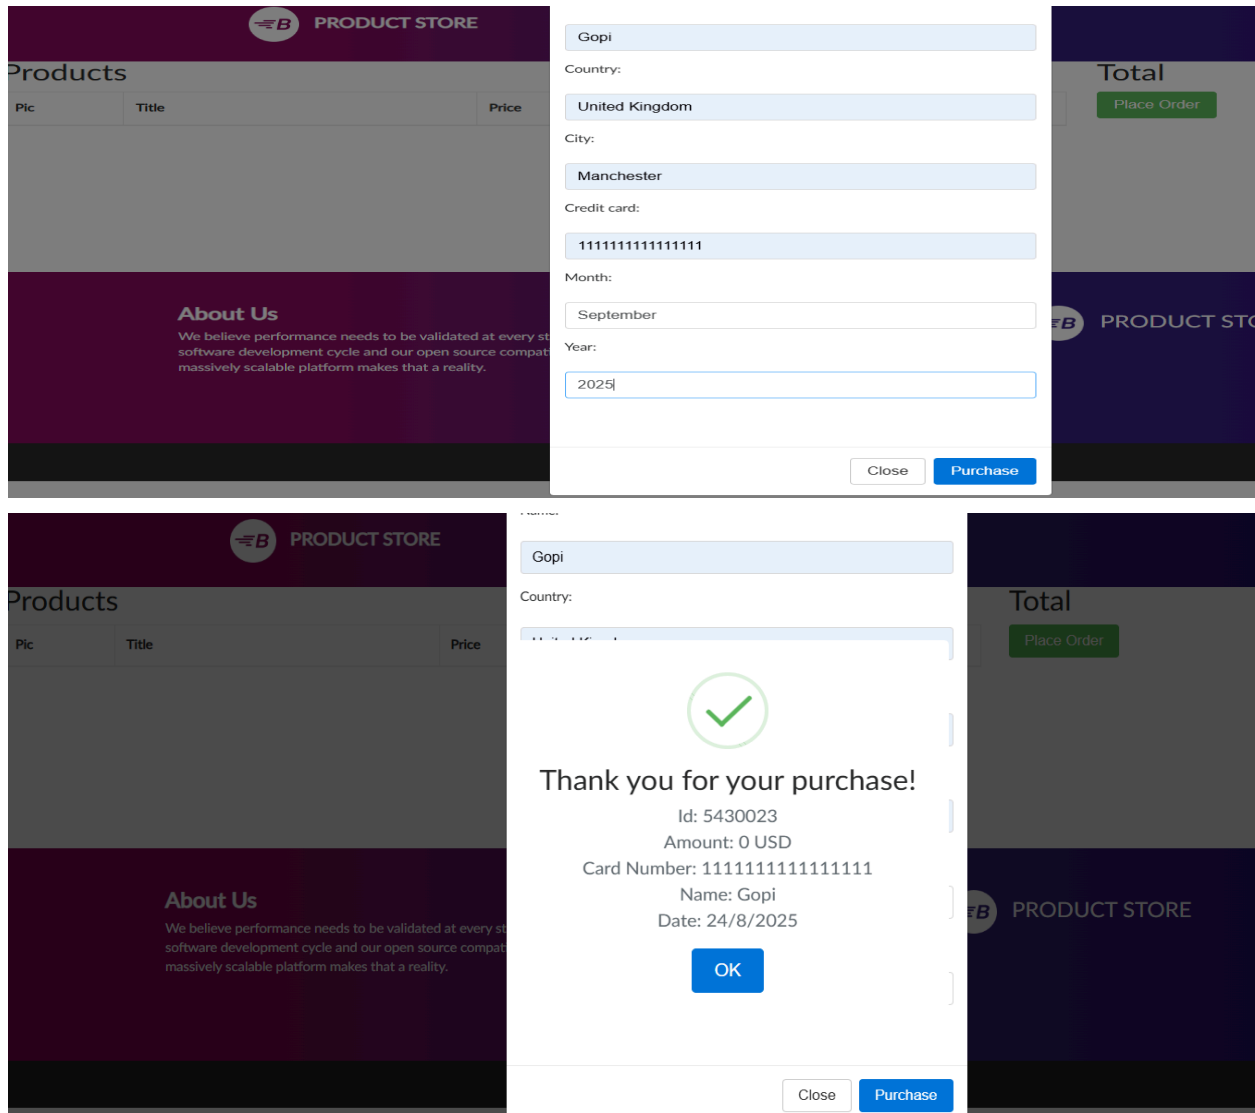 PRODUCT STORE
Products
Total
Pic Title Price
Place Order
Gopi
Country:
United Kingdom
City:
Manchester
Credit card:
1111111111111111
Month:
September
Year:
2025
About Us
We believe performance needs to be validated at every st
software development cycle and our open source compat
massively scalable platform makes that a reality.
B PRODUCT STO
Close Purchase
Name:
PRODUCT STORE
Gopi
Products
Country:
Total
Pic Title Price
Place Order
United Kingdom
Thank you for your purchase!
Id: 5430023
Amount: 0 USD
Card Number: 1111111111111111
Name: Gopi
Date: 24/8/2025
OK
About Us
We believe performance needs to be validated at every st
software development cycle and our open source compat
massively scalable platform makes that a reality.
B PRODUCT STORE
Close Purchase